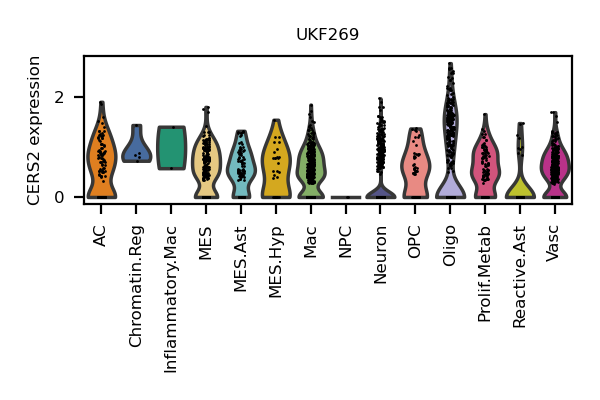 UKF269
CERS2 expression
2
0
AC
Chromatin.Reg
Inflammatory.Mac
MES
MES.Ast
MES.Hyp
Mac
NPC
Neuron
OPC
Oligo
Prolif.Metab
Reactive.Ast
Vasc